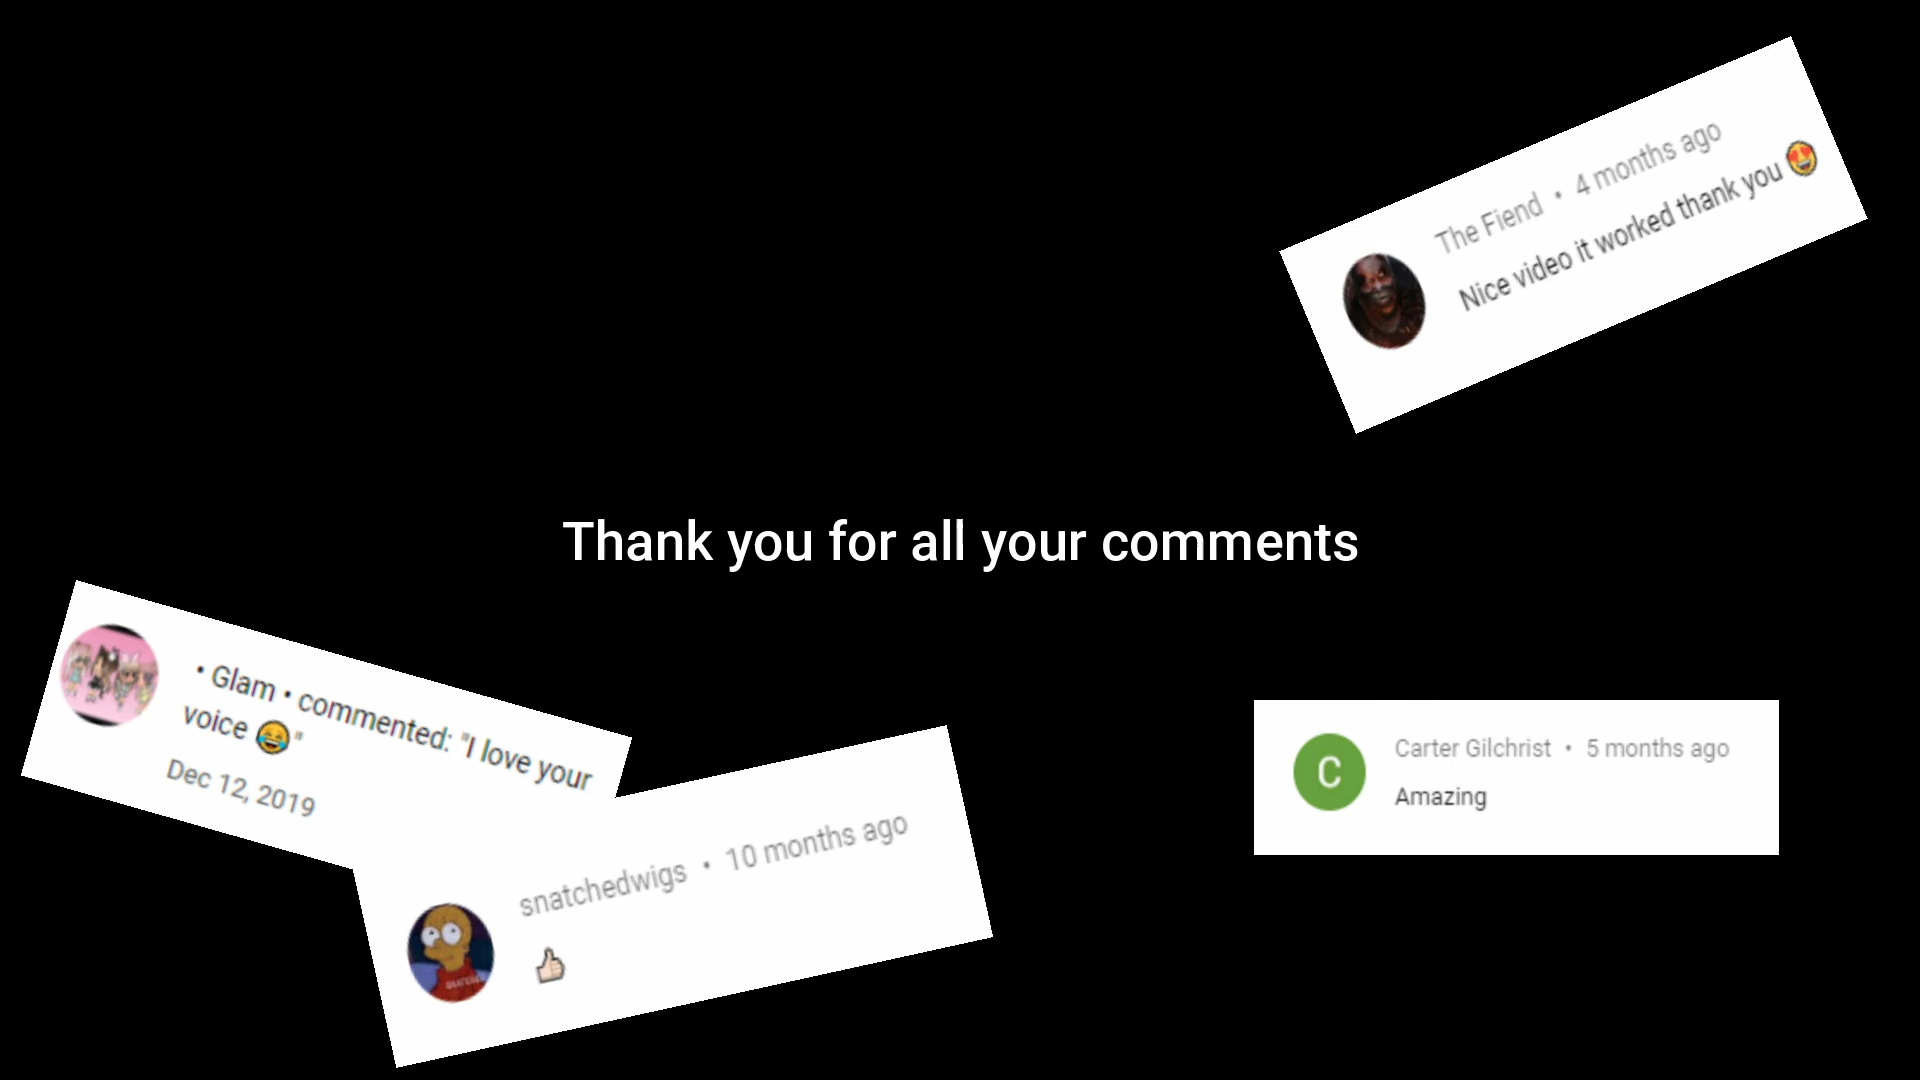 The Fiend • 4 months ago
Nice video it worked thank you 😍
Thank you for all your comments
• Glam • commented: "I love your
voice 😂"
Dec 12, 2019
snatchedwigs • 10 months ago
👍🏻
C
Carter Gilchrist • 5 months ago
Amazing